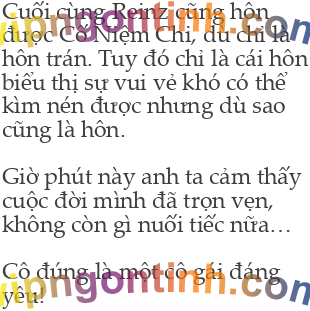 Cuối cùng Reinz cũng hôn
được Cố Niệm Chi, dù chỉ là
hôn trán. Tuy đó chỉ là cái hôn
biểu thị sự vui vẻ khó có thể
kìm nén được nhưng dù sao
cũng là hôn.
Giờ phút này anh ta cảm thấy
cuộc đời mình đã trọn vẹn,
không còn gì nuối tiếc nữa…
Cô đúng là một cô gái đáng
yêu!
vipngontinh.com
vipngontinh.com